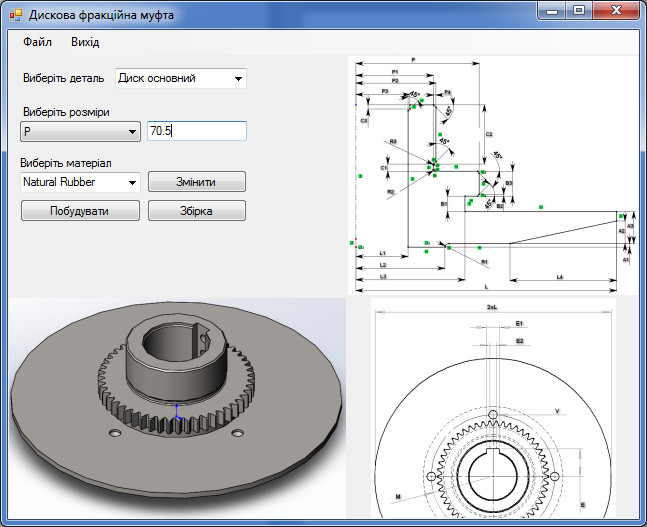 Дискова фракційна муфта
Файл Вихід
Виберіть деталь Диск основний
Виберіть розміри
P 70.5
Виберіть матеріал
Natural Rubber Змінити
Побудувати Збірка
P
P1
P2
P3 P4
45°
45°
C3
C2
R3
45°
45°
C1
R2
B3
B1
B2
45°
A2
A3
A1
R1
L1
L2
L3
L4
L
2xL
E1
E2
V
M
E